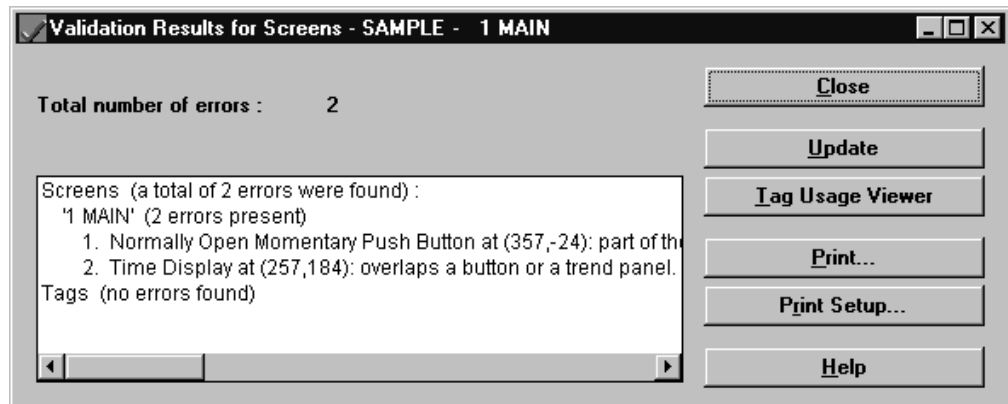 Validation Results for Screens - SAMPLE - 1 MAIN
Total number of errors : 2
Screens (a total of 2 errors were found) :
'1 MAIN' (2 errors present)
1. Normally Open Momentary Push Button at (357,-24): part of the
2. Time Display at (257,184): overlaps a button or a trend panel.
Tags (no errors found)
Close
Update
Tag Usage Viewer
Print...
Print Setup...
Help